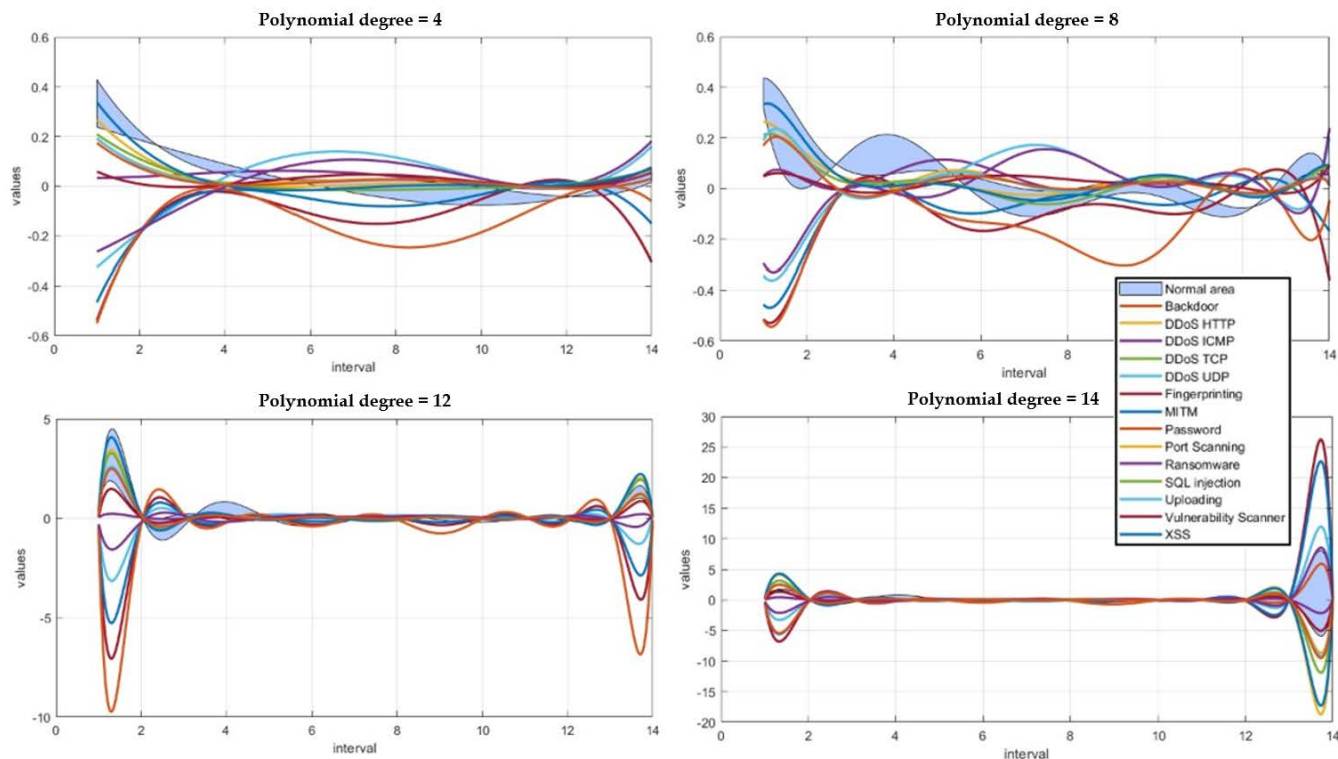 Polynomial degree = 4
0.6
0.4
0.2
0
-0.2
-0.4
-0.6
values
0 2 4 6 8 10 12 14
interval
Polynomial degree = 8
0.6
0.4
0.2
0
-0.2
-0.4
-0.6
values
0 2 4 6 8 14
interval
Normal area
Backdoor
DDoS HTTP
DDoS ICMP
DDoS TCP
DDoS UDP
Fingerprinting
MITM
Password
Port Scanning
Ransomware
SQL injection
Uploading
Vulnerability Scanner
XSS
Polynomial degree = 12
5
0
-5
-10
values
0 2 4 6 8 10 12 14
interval
Polynomial degree = 14
30
25
20
15
10
5
0
-5
-10
-15
-20
values
0 2 4 6 8 10 12 14
interval